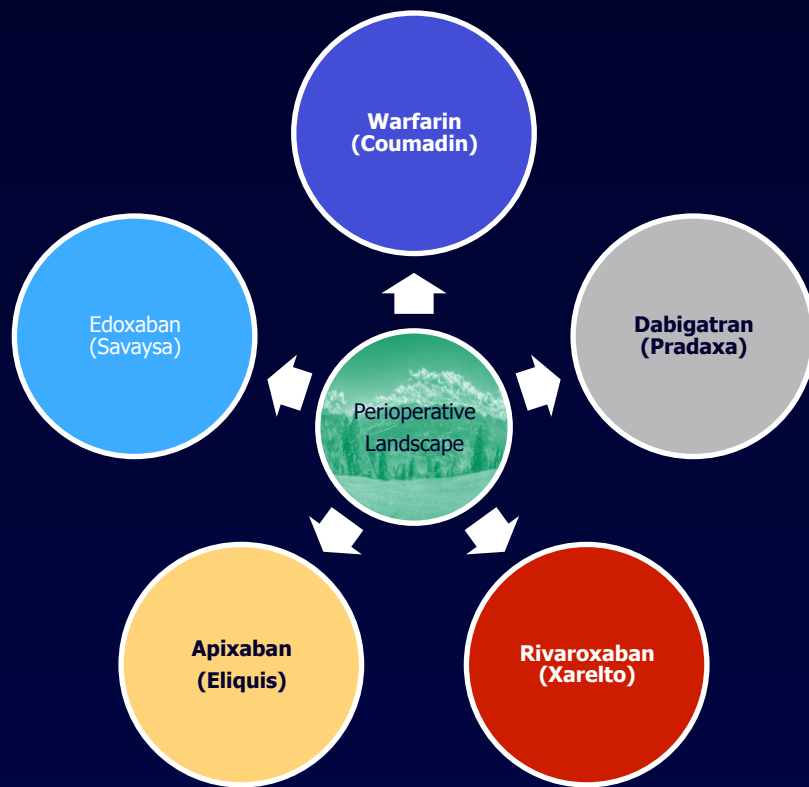 Warfarin
(Coumadin)
Edoxaban
(Savaysa)
Dabigatran
(Pradaxa)
Perioperative
Landscape
Apixaban
(Eliquis)
Rivaroxaban
(Xarelto)